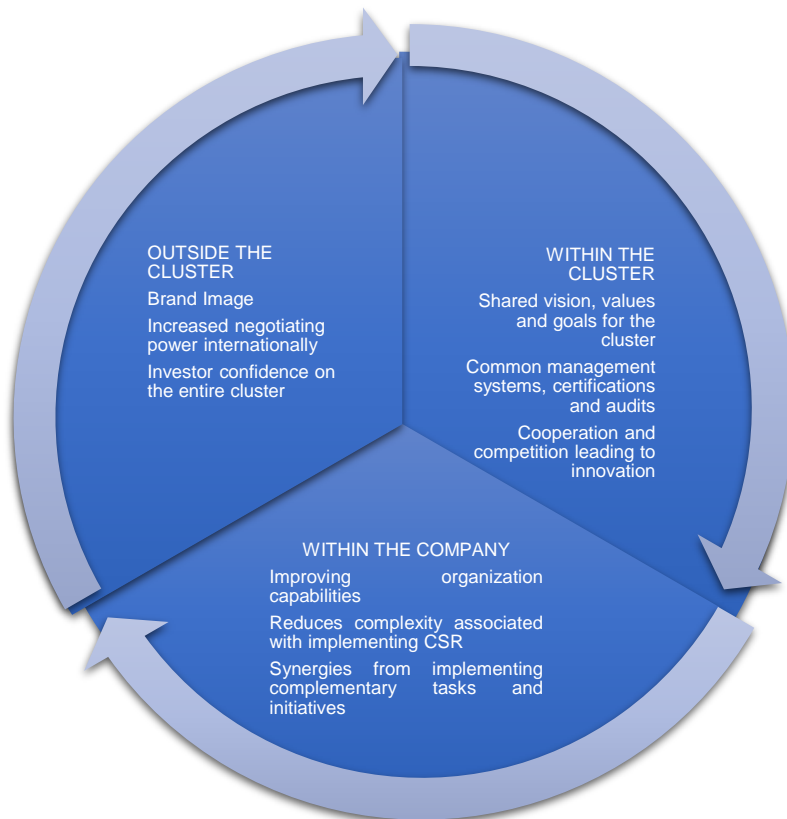 OUTSIDE THE
CLUSTER
Brand Image
Increased negotiating
power internationally
Investor confidence on
the entire cluster
WITHIN THE
CLUSTER
Shared vision, values
and goals for the
cluster
Common management
systems, certifications
and audits
Cooperation and
competition leading to
innovation
WITHIN THE COMPANY
Improving organization
capabilities
Reduces complexity associated
with implementing CSR
Synergies from implementing
complementary tasks and
initiatives